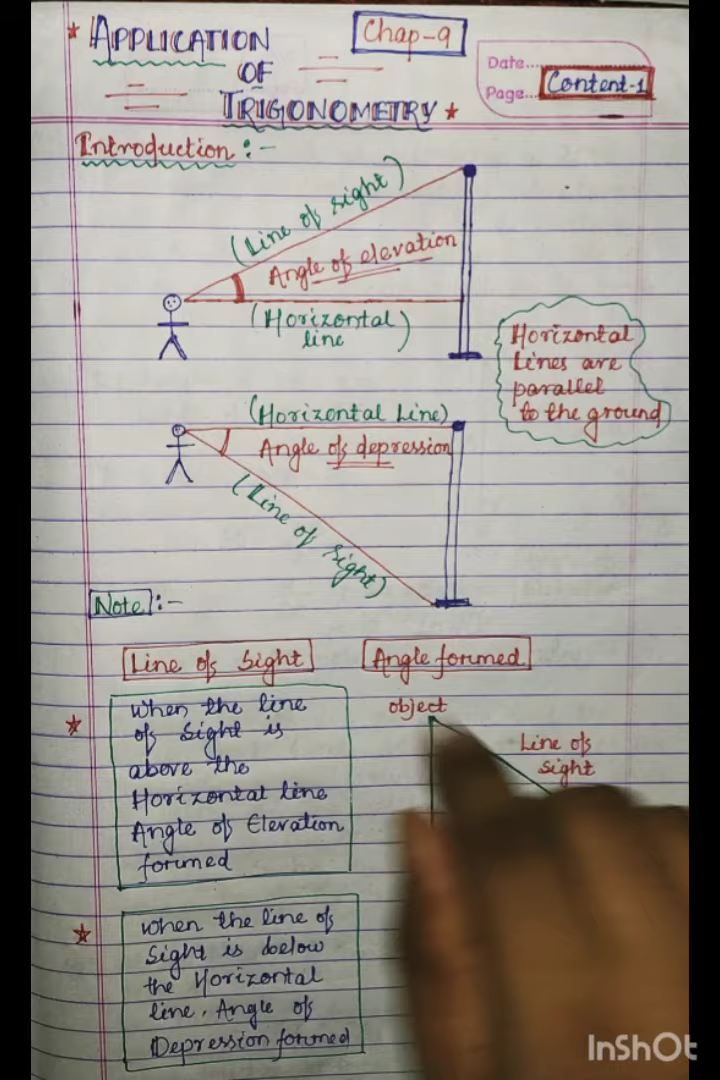 APPLICATION
OF
TRIGONOMETRY
Chap-9
Date....
Page....
Content-1
Introduction :-
(Line of sight)
Angle of elevation
(Horizontal
line)
Horizontal
Lines are
parallel
to the ground
(Horizontal Line)
Angle of depression
(Line of sight)
Note :-
Line of Sight
Angle formed
when the line
of sight is
above the
Horizontal line
Angle of Elevation
formed
object
Line of
sight
when the line of
sight is below
the Horizontal
line. Angle of
Depression formed
InShOt